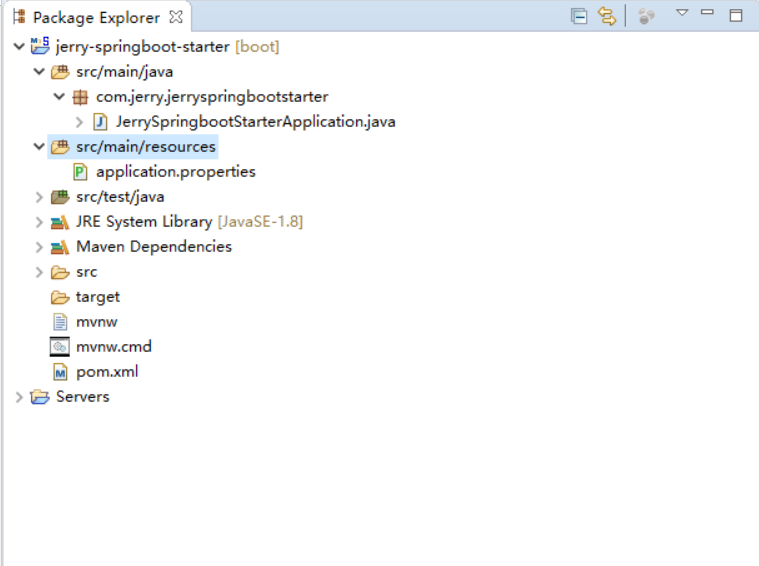 Package Explorer
jerry-springboot-starter [boot]
src/main/java
com.jerry.jerryspringbootstarter
JerrySpringbootStarterApplication.java
src/main/resources
application.properties
src/test/java
JRE System Library [JavaSE-1.8]
Maven Dependencies
src
target
mvnw
mvnw.cmd
pom.xml
Servers